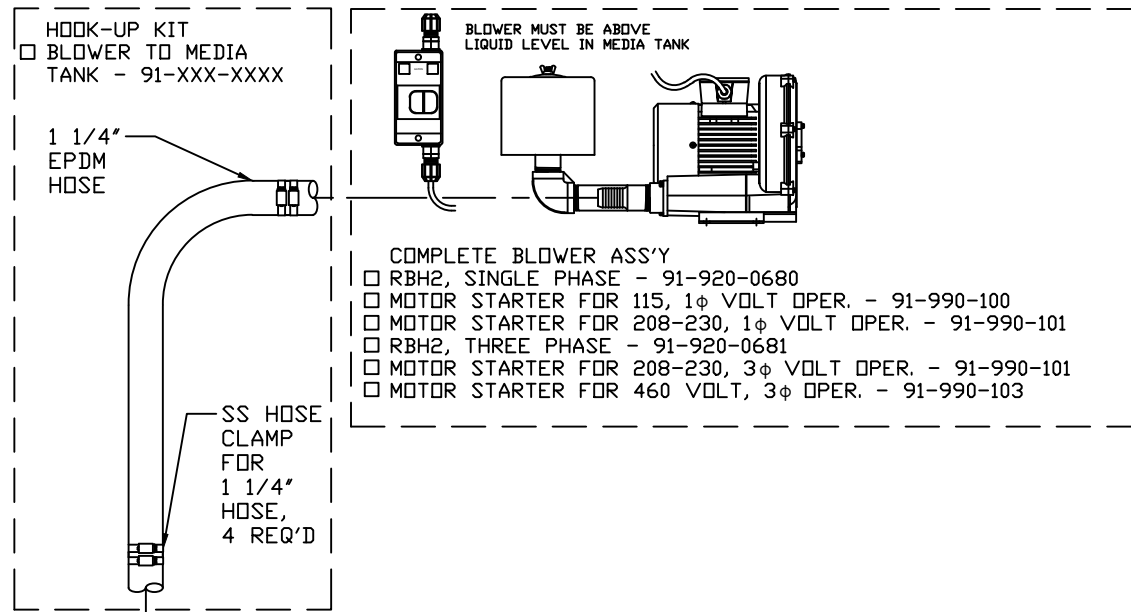 HOOK-UP KIT
□ BLOWER TO MEDIA
TANK - 91-XXX-XXXX
1 1/4"
EPDM
HOSE
SS HOSE
CLAMP
FOR
1 1/4"
HOSE,
4 REQ'D
BLOWER MUST BE ABOVE
LIQUID LEVEL IN MEDIA TANK
COMPLETE BLOWER ASS'Y
□ RBH2, SINGLE PHASE - 91-920-0680
□ MOTOR STARTER FOR 115, 1ϕ VOLT OPER. - 91-990-100
□ MOTOR STARTER FOR 208-230, 1ϕ VOLT OPER. - 91-990-101
□ RBH2, THREE PHASE - 91-920-0681
□ MOTOR STARTER FOR 208-230, 3ϕ VOLT OPER. - 91-990-101
□ MOTOR STARTER FOR 460 VOLT, 3ϕ OPER. - 91-990-103